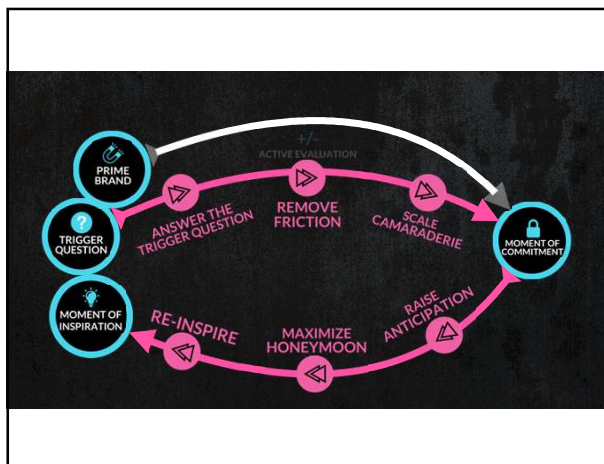 +/-
ACTIVE EVALUATION
PRIME
BRAND
TRIGGER
QUESTION
ANSWER THE
TRIGGER QUESTION
REMOVE
FRICTION
SCALE
CAMARADERIE
MOMENT OF
COMMITMENT
MOMENT OF
INSPIRATION
RE-INSPIRE
MAXIMIZE
HONEYMOON
RAISE
ANTICIPATION